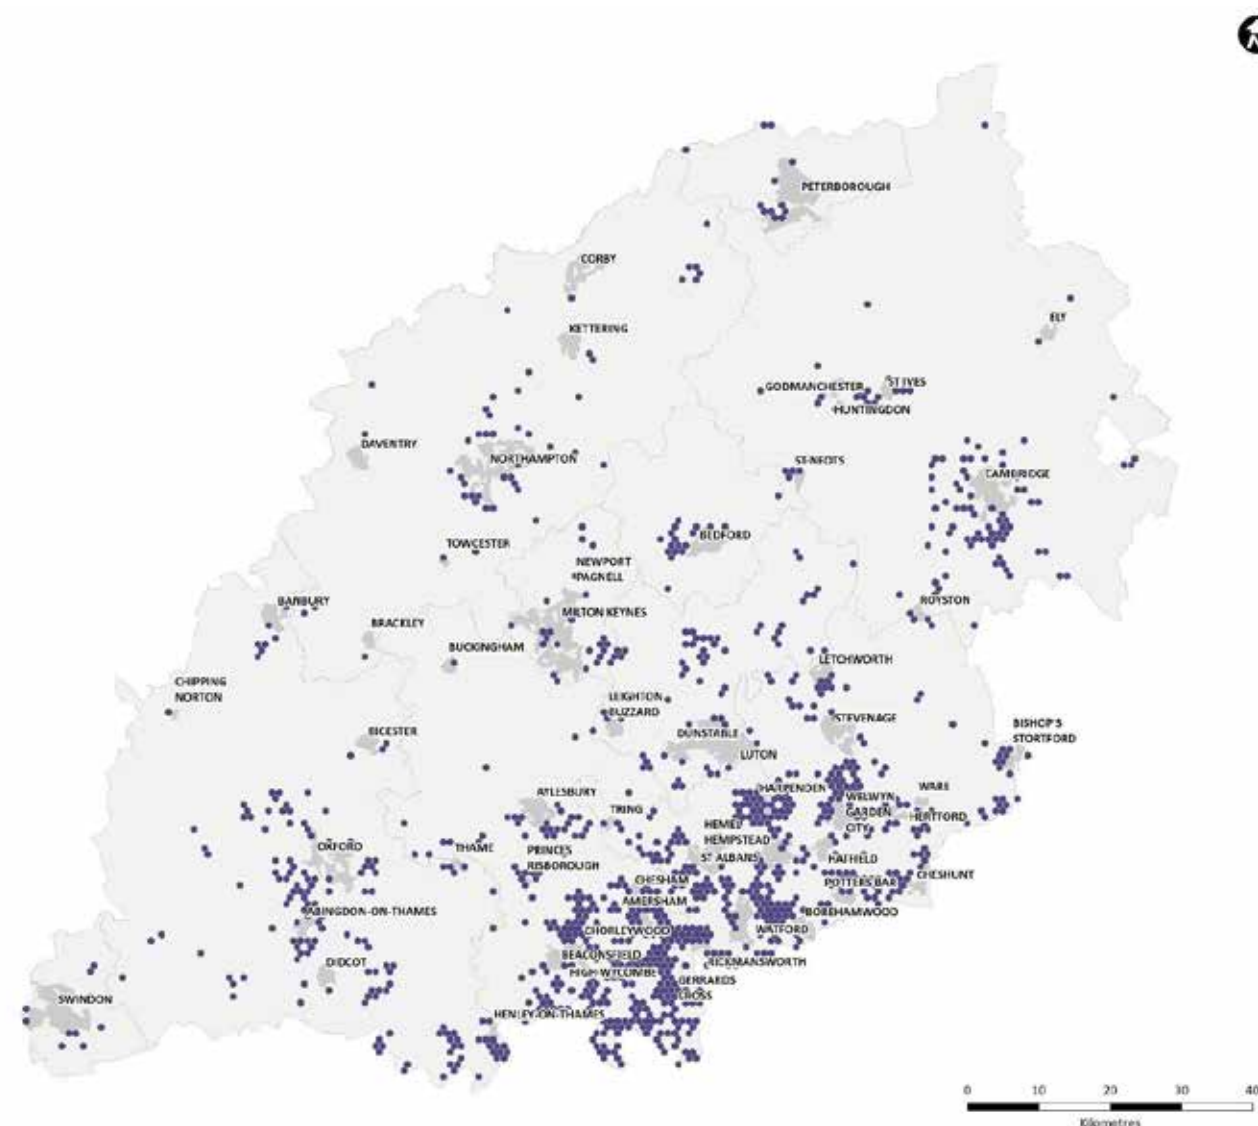 N
PETERBOROUGH
CORBY
KETTERING
ELY
GODMANCHESTER
ST IVES
HUNTINGDON
DAVENTRY
NORTHAMPTON
ST NEOTS
CAMBRIDGE
BEDFORD
TOWCESTER
NEWPORT
PAGNELL
BANBURY
MILTON KEYNES
ROYSTON
BRACKLEY
BUCKINGHAM
LETCHWORTH
CHIPPING
NORTON
LEIGHTON
BUZZARD
STEVENAGE
BISHOP'S
STORTFORD
BICESTER
DUNSTABLE
LUTON
AYLESBURY
HARPENDEN
WARE
WELWYN
GARDEN
CITY
TRING
HERTFORD
HEMEL
HEMPSTEAD
OXFORD
THAME
PRINCES
RISBOROUGH
ST ALBANS
HATFIELD
CHESHAM
POTTERS BAR
CHESHUNT
AMERSHAM
ABINGDON-ON-THAMES
BOREHAMWOOD
CHORLEYWOOD
WATFORD
BEACONSFIELD
RICKMANSWORTH
DIDCOT
HIGH WYCOMBE
GERRARDS
CROSS
SWINDON
HENLEY-ON-THAMES
0 10 20 30 40
Kilometres